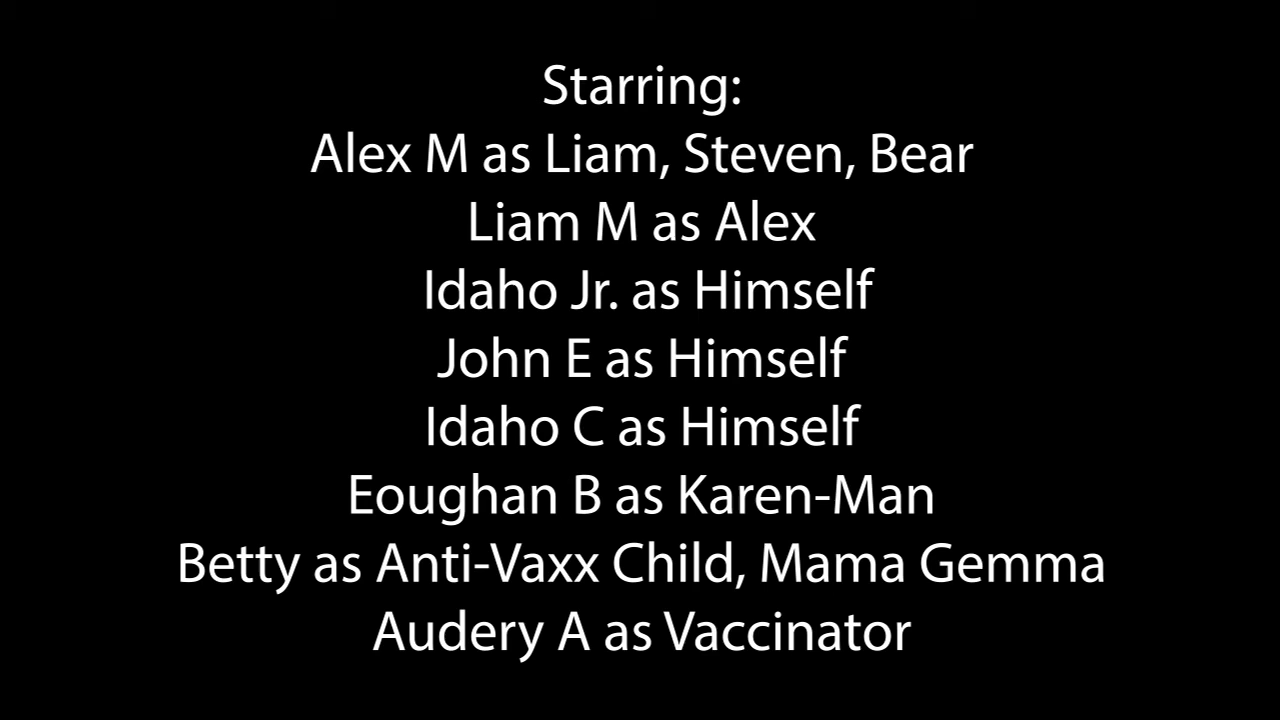 Starring:
Alex M as Liam, Steven, Bear
Liam M as Alex
Idaho Jr. as Himself
John E as Himself
Idaho C as Himself
Eoughan B as Karen-Man
Betty as Anti-Vaxx Child, Mama Gemma
Audery A as Vaccinator